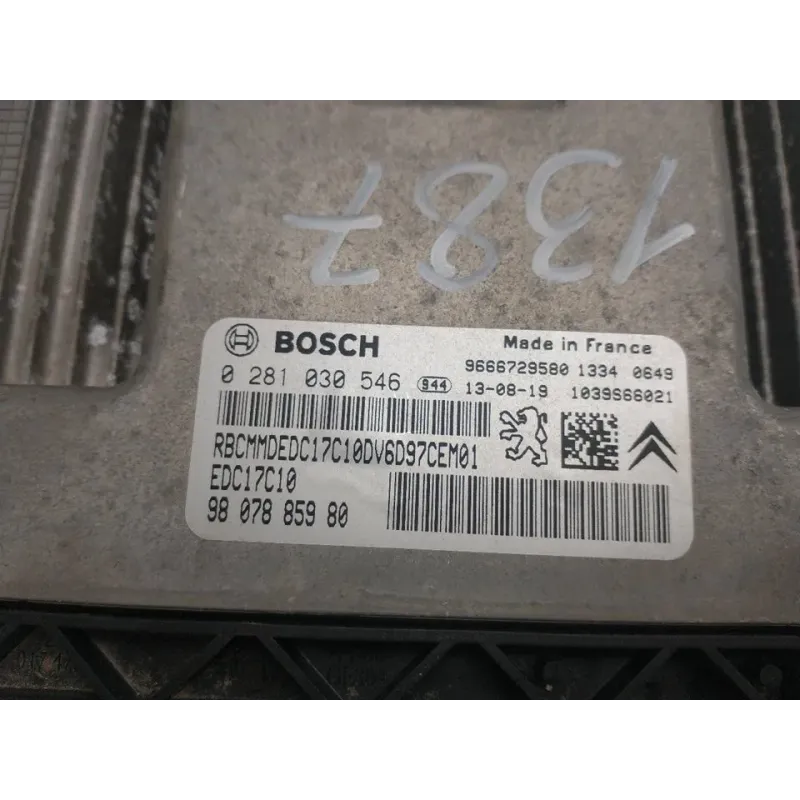 1387
BOSCH
Made in France
0 281 030 546 944 13-08-19
9666729580 1334 0649
1039S66021
RBCMMDEDC17C10DV6D97CEM01
EDC17C10
98 078 859 80